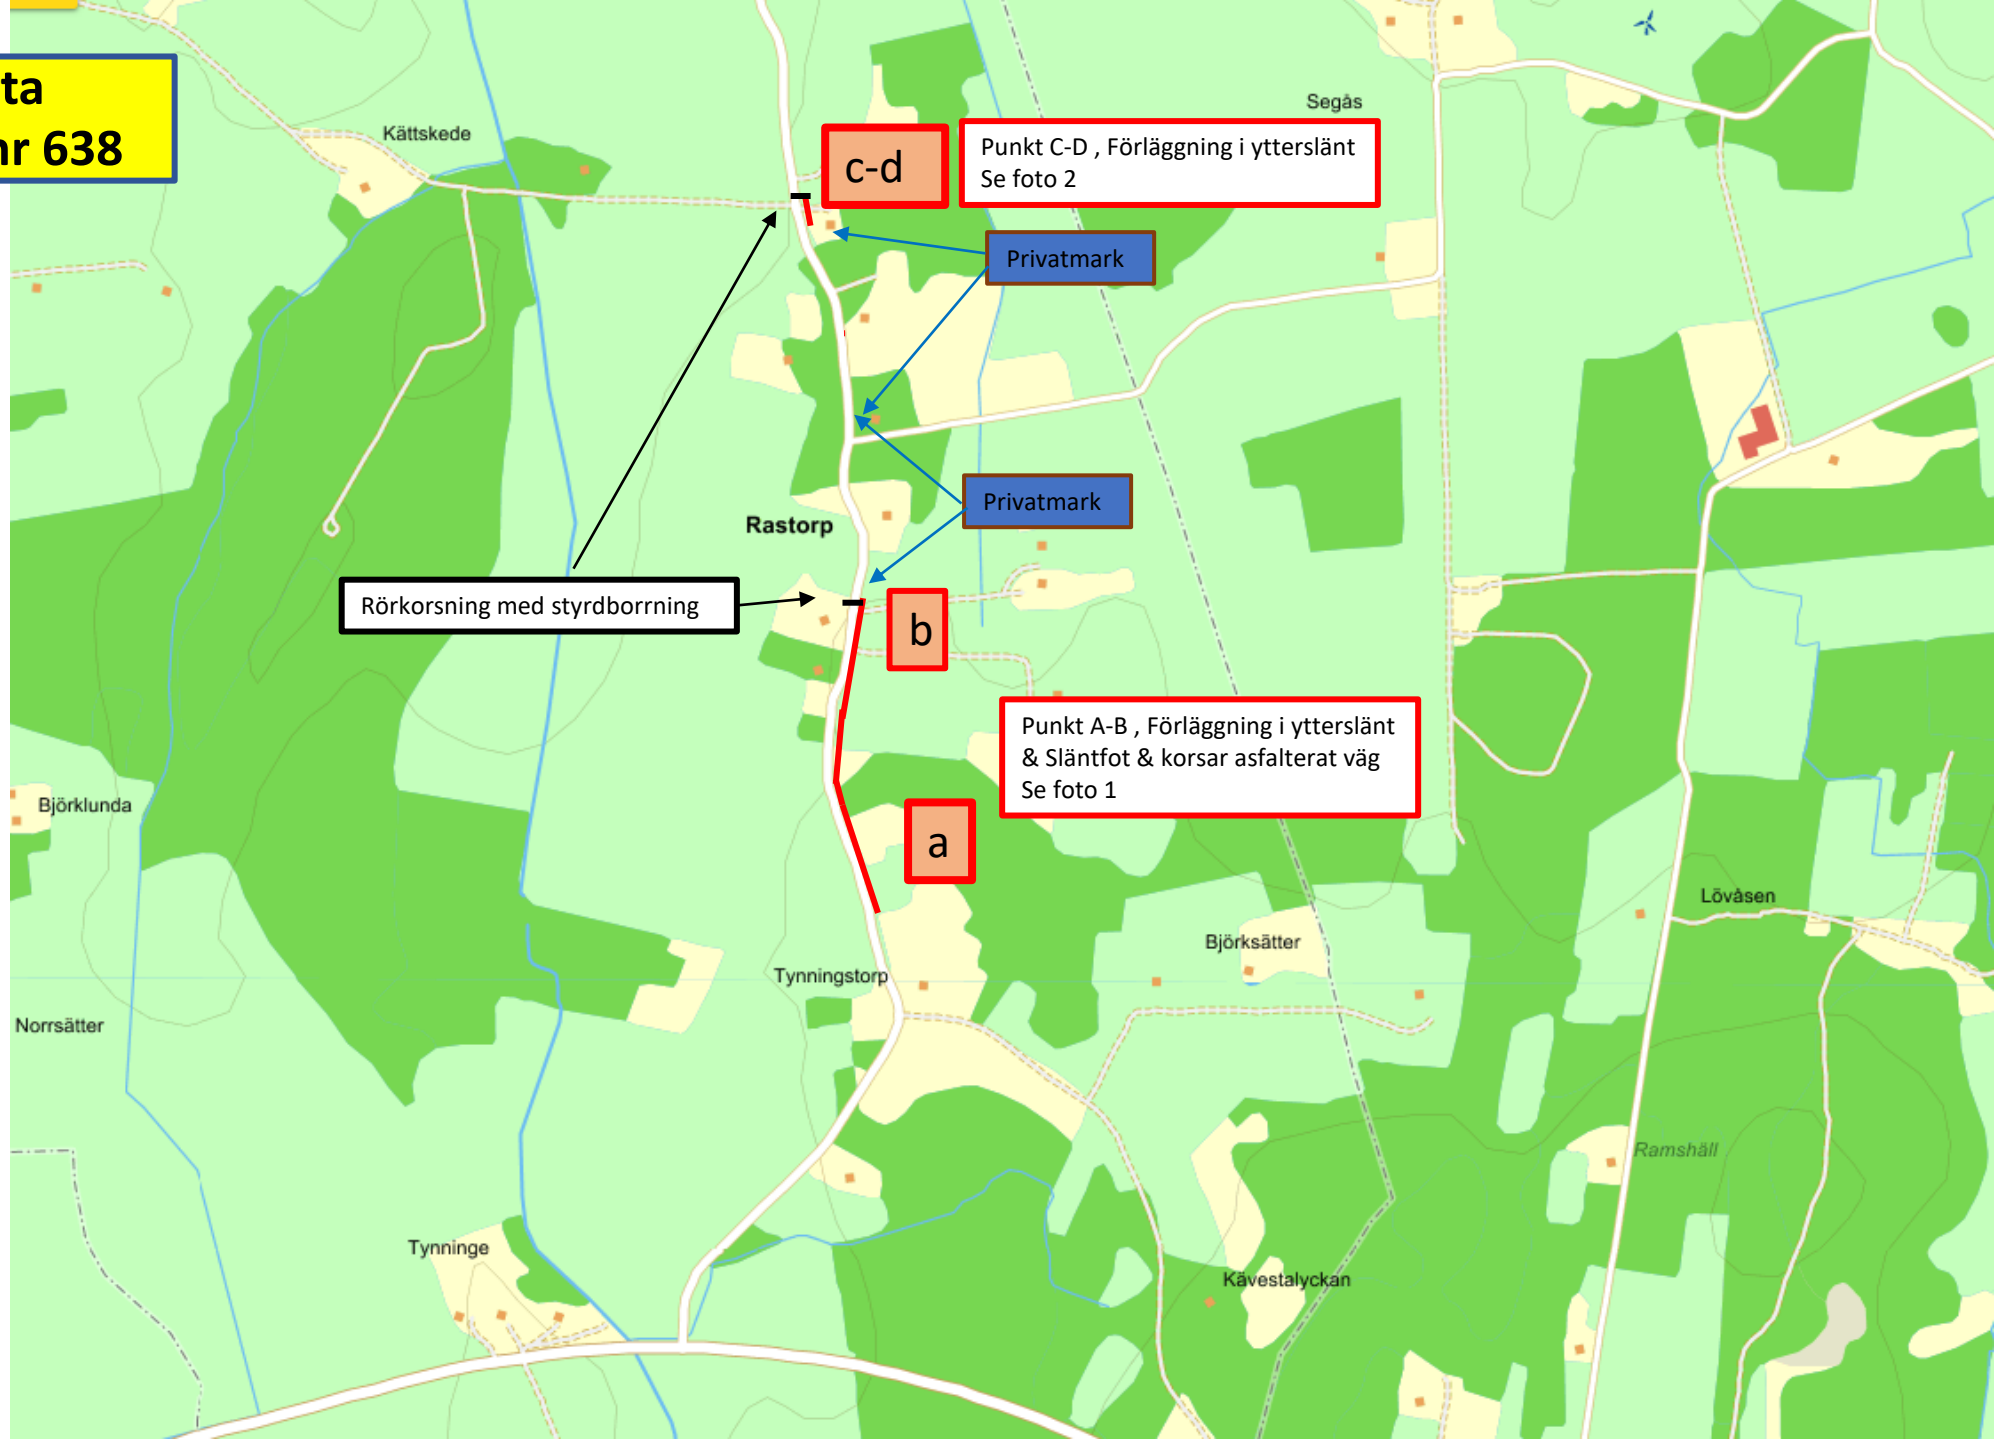 ta
nr 638
Kättskede
Segås
c-d
Punkt C-D , Förläggning i ytterslänt
Se foto 2
Privatmark
Privatmark
Rastorp
Rörkorsning med styrdborrning
b
Punkt A-B , Förläggning i ytterslänt
& Släntfot & korsar asfalterat väg
Se foto 1
Björklunda
a
Lövåsen
Björksätter
Tynningstorp
Norrsätter
Ramshäll
Tynninge
Kävestalyckan